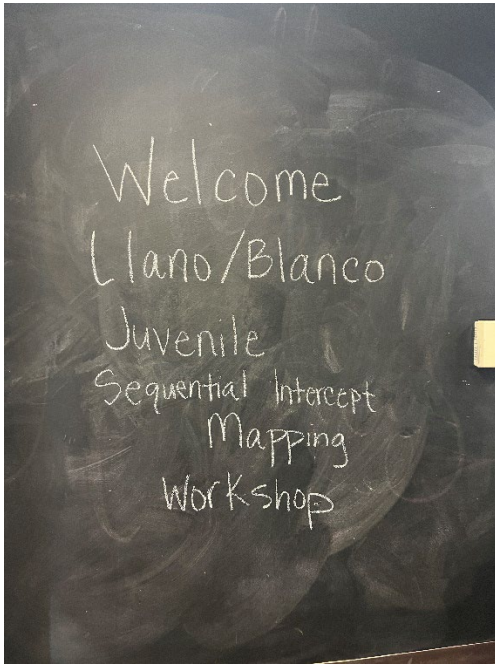 Welcome
Llano/Blanco
Juvenile
Sequential Intercept
Mapping
Workshop